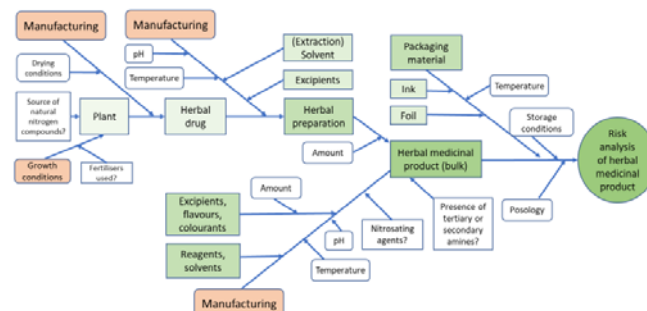 Manufacturing
Manufacturing
pH
(Extraction)
Solvent
Packaging
material
Drying
conditions
Temperature
Excipients
Ink
Temperature
Source of
natural
nitrogen
compounds?
Plant
Herbal
drug
Herbal
preparation
Foil
Storage
conditions
Risk
analysis
of herbal
medicinal
product
Growth
conditions
Fertilisers
used?
Amount
Herbal medicinal
product (bulk)
Excipients,
flavours,
colourants
Amount
Nitrosating
agents?
Presence of
tertiary or
secondary
amines?
Posology
pH
Reagents,
solvents
Temperature
Manufacturing